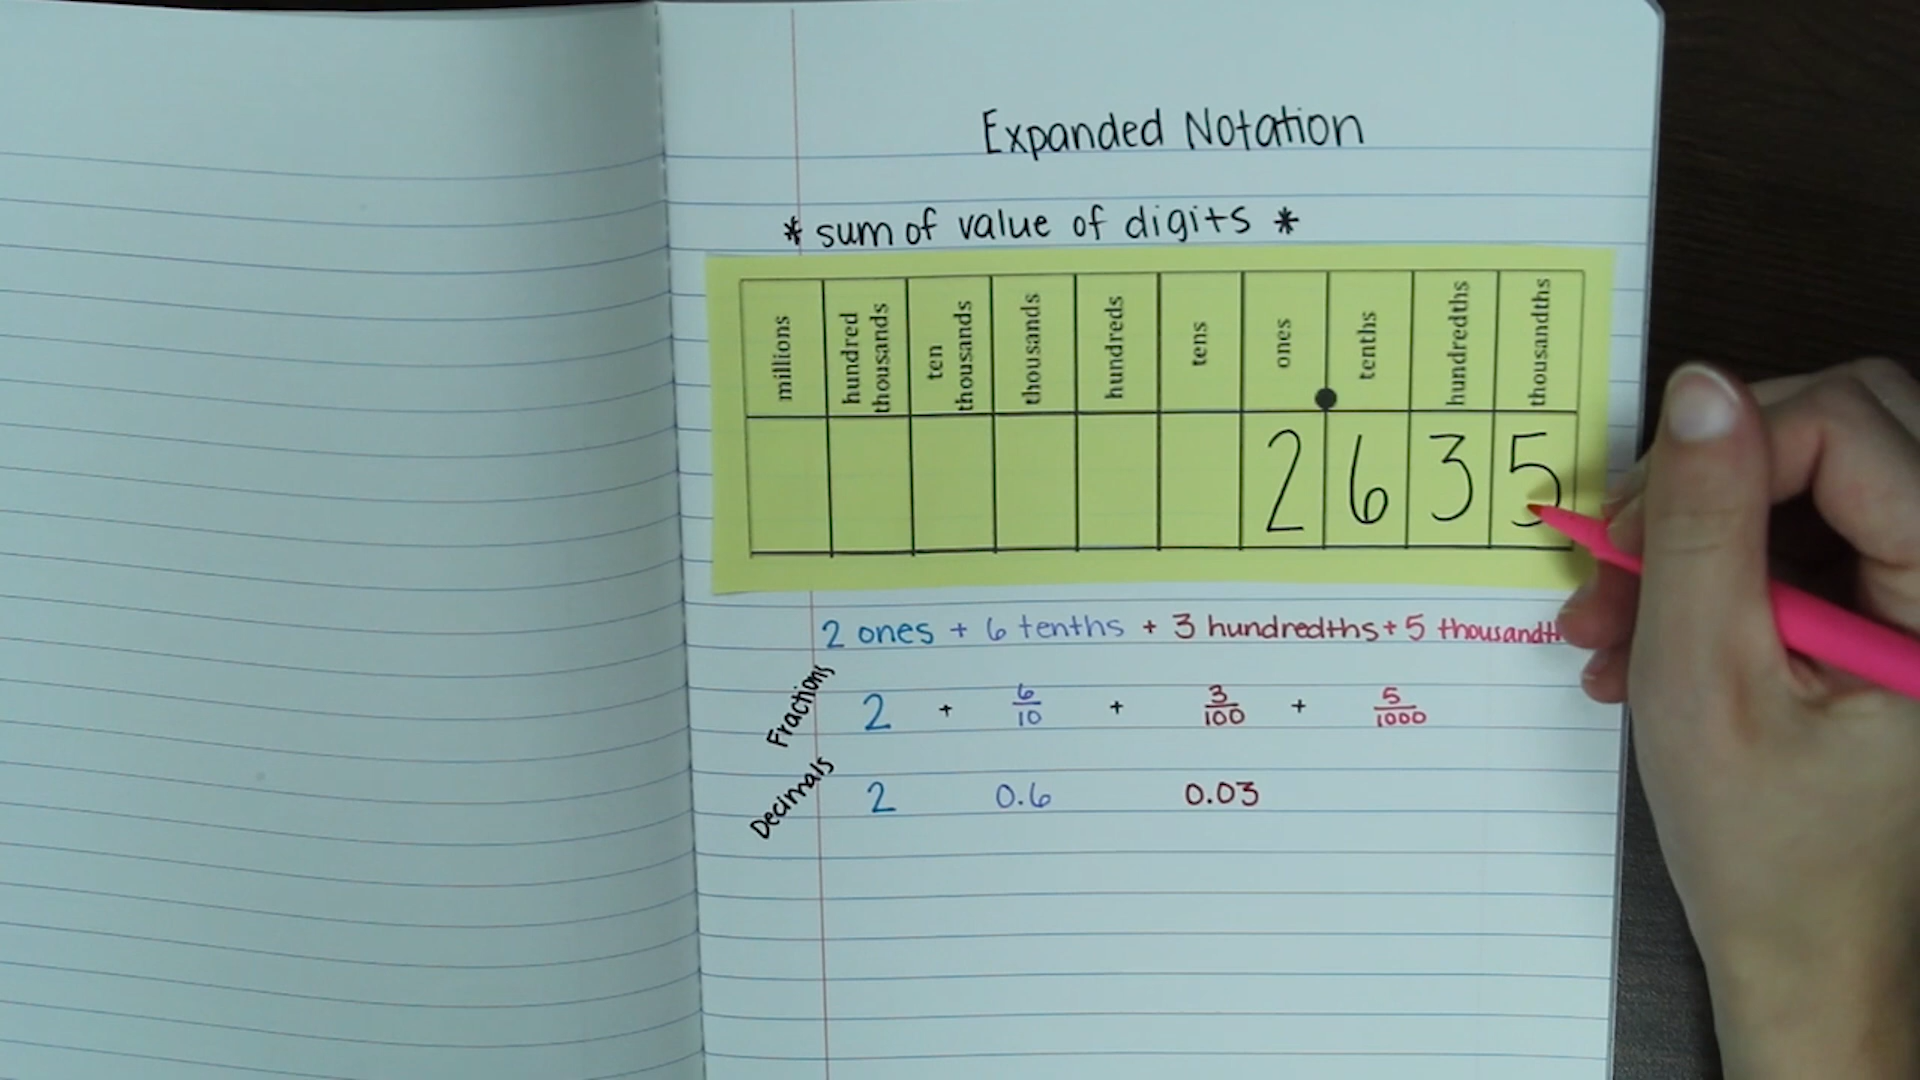 Expanded Notation
* sum of value of digits *
millions
hundred thousands
ten thousands
thousands
hundreds
tens
ones
tenths
hundredths
thousandths
2 6 3 5
2 ones + 6 tenths + 3 hundredths + 5 thousandth
Fractions 2 + 6/10 + 3/100 + 5/1000
Decimals 2 0.6 0.03